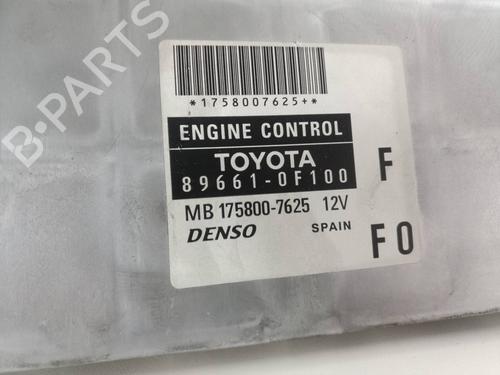 B-PARTS
*1758007625+*
ENGINE CONTROL
TOYOTA
89661-0F100 F
MB 175800-7625 12V
DENSO SPAIN F0